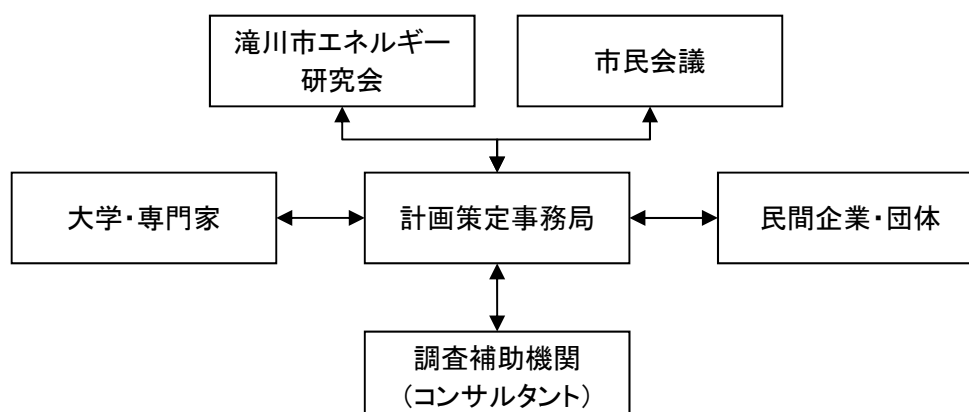 滝川市エネルギー
研究会
市民会議
大学・専門家
計画策定事務局
民間企業・団体
調査補助機関
（コンサルタント）